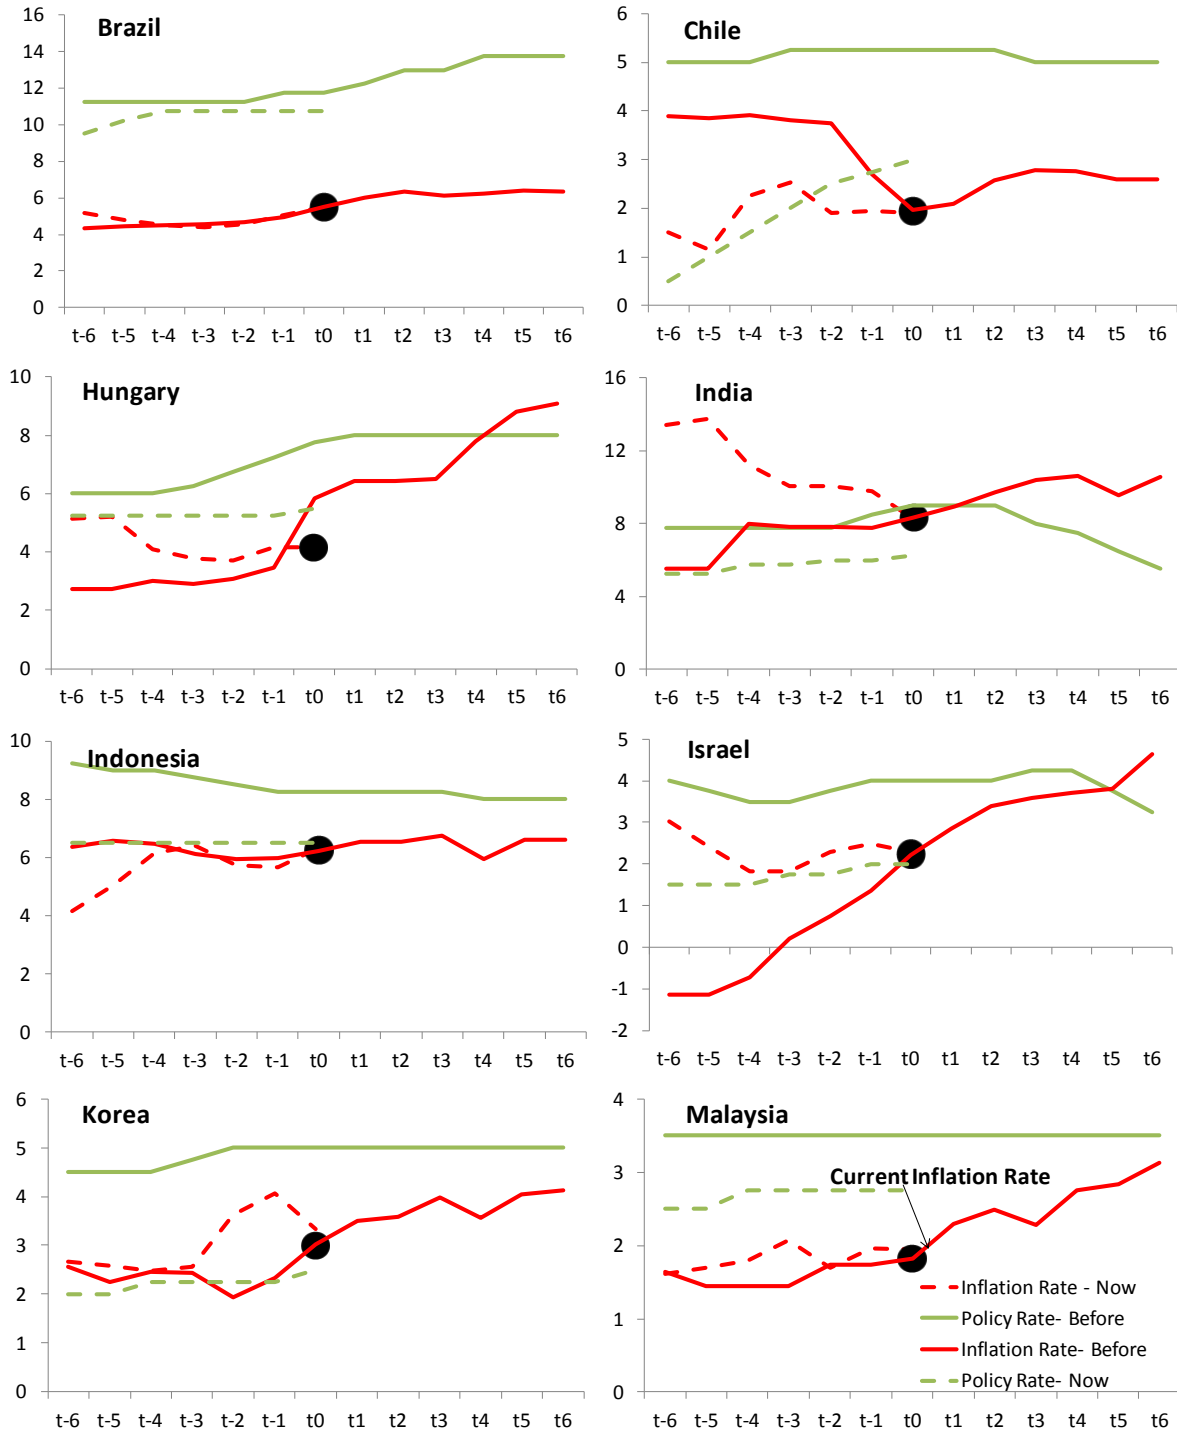 Brazil
16
14
12
10
8
6
4
2
0
t-6 t-5 t-4 t-3 t-2 t-1 t0 t1 t2 t3 t4 t5 t6
Chile
6
5
4
3
2
1
0
t-6 t-5 t-4 t-3 t-2 t-1 t0 t1 t2 t3 t4 t5 t6
Hungary
10
8
6
4
2
0
t-6 t-5 t-4 t-3 t-2 t-1 t0 t1 t2 t3 t4 t5 t6
India
16
12
8
4
0
t-6 t-5 t-4 t-3 t-2 t-1 t0 t1 t2 t3 t4 t5 t6
Indonesia
10
8
6
4
2
0
t-6 t-5 t-4 t-3 t-2 t-1 t0 t1 t2 t3 t4 t5 t6
Israel
5
4
3
2
1
0
-1
-2
t-6 t-5 t-4 t-3 t-2 t-1 t0 t1 t2 t3 t4 t5 t6
Korea
6
5
4
3
2
1
0
t-6 t-5 t-4 t-3 t-2 t-1 t0 t1 t2 t3 t4 t5 t6
Malaysia
4
3
2
1
0
Current Inflation Rate
Inflation Rate - Now
Policy Rate- Before
Inflation Rate- Before
Policy Rate- Now
t-6 t-5 t-4 t-3 t-2 t-1 t0 t1 t2 t3 t4 t5 t6